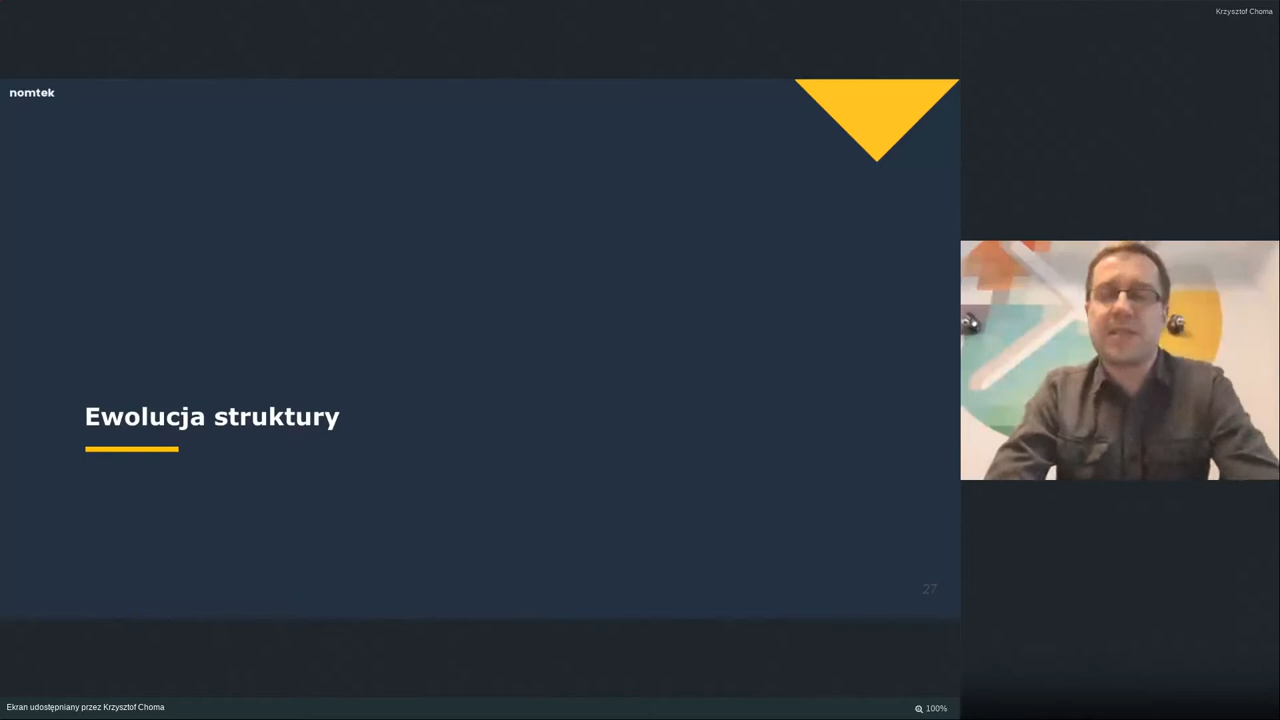 Krzysztof Choma
nomtek
Ewolucja struktury
27
Ekran udostępniany przez Krzysztof Choma
100%